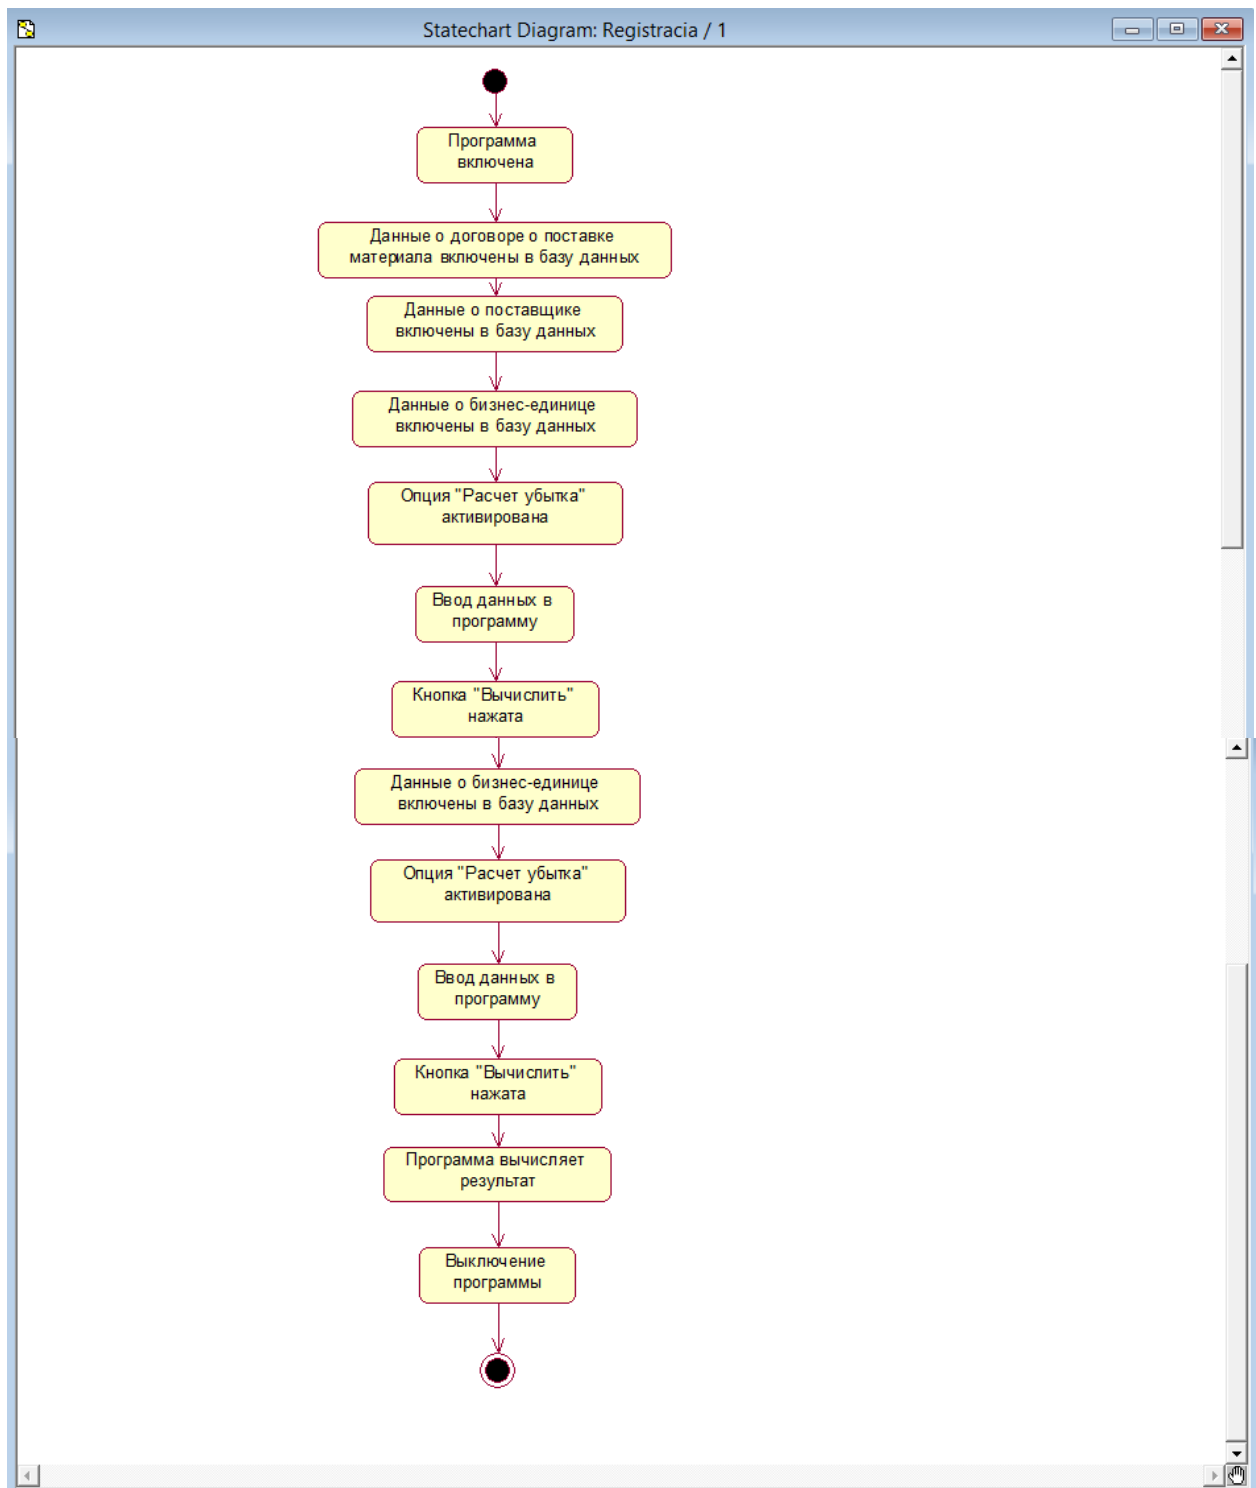 Statechart Diagram: Registracia / 1
Программа
включена
Данные о договоре о поставке
материала включены в базу данных
Данные о поставщике
включены в базу данных
Данные о бизнес-единице
включены в базу данных
Опция "Расчет убытка"
активирована
Ввод данных в
программу
Кнопка "Вычислить"
нажата
Данные о бизнес-единице
включены в базу данных
Опция "Расчет убытка"
активирована
Ввод данных в
программу
Кнопка "Вычислить"
нажата
Программа вычисляет
результат
Выключение
программы